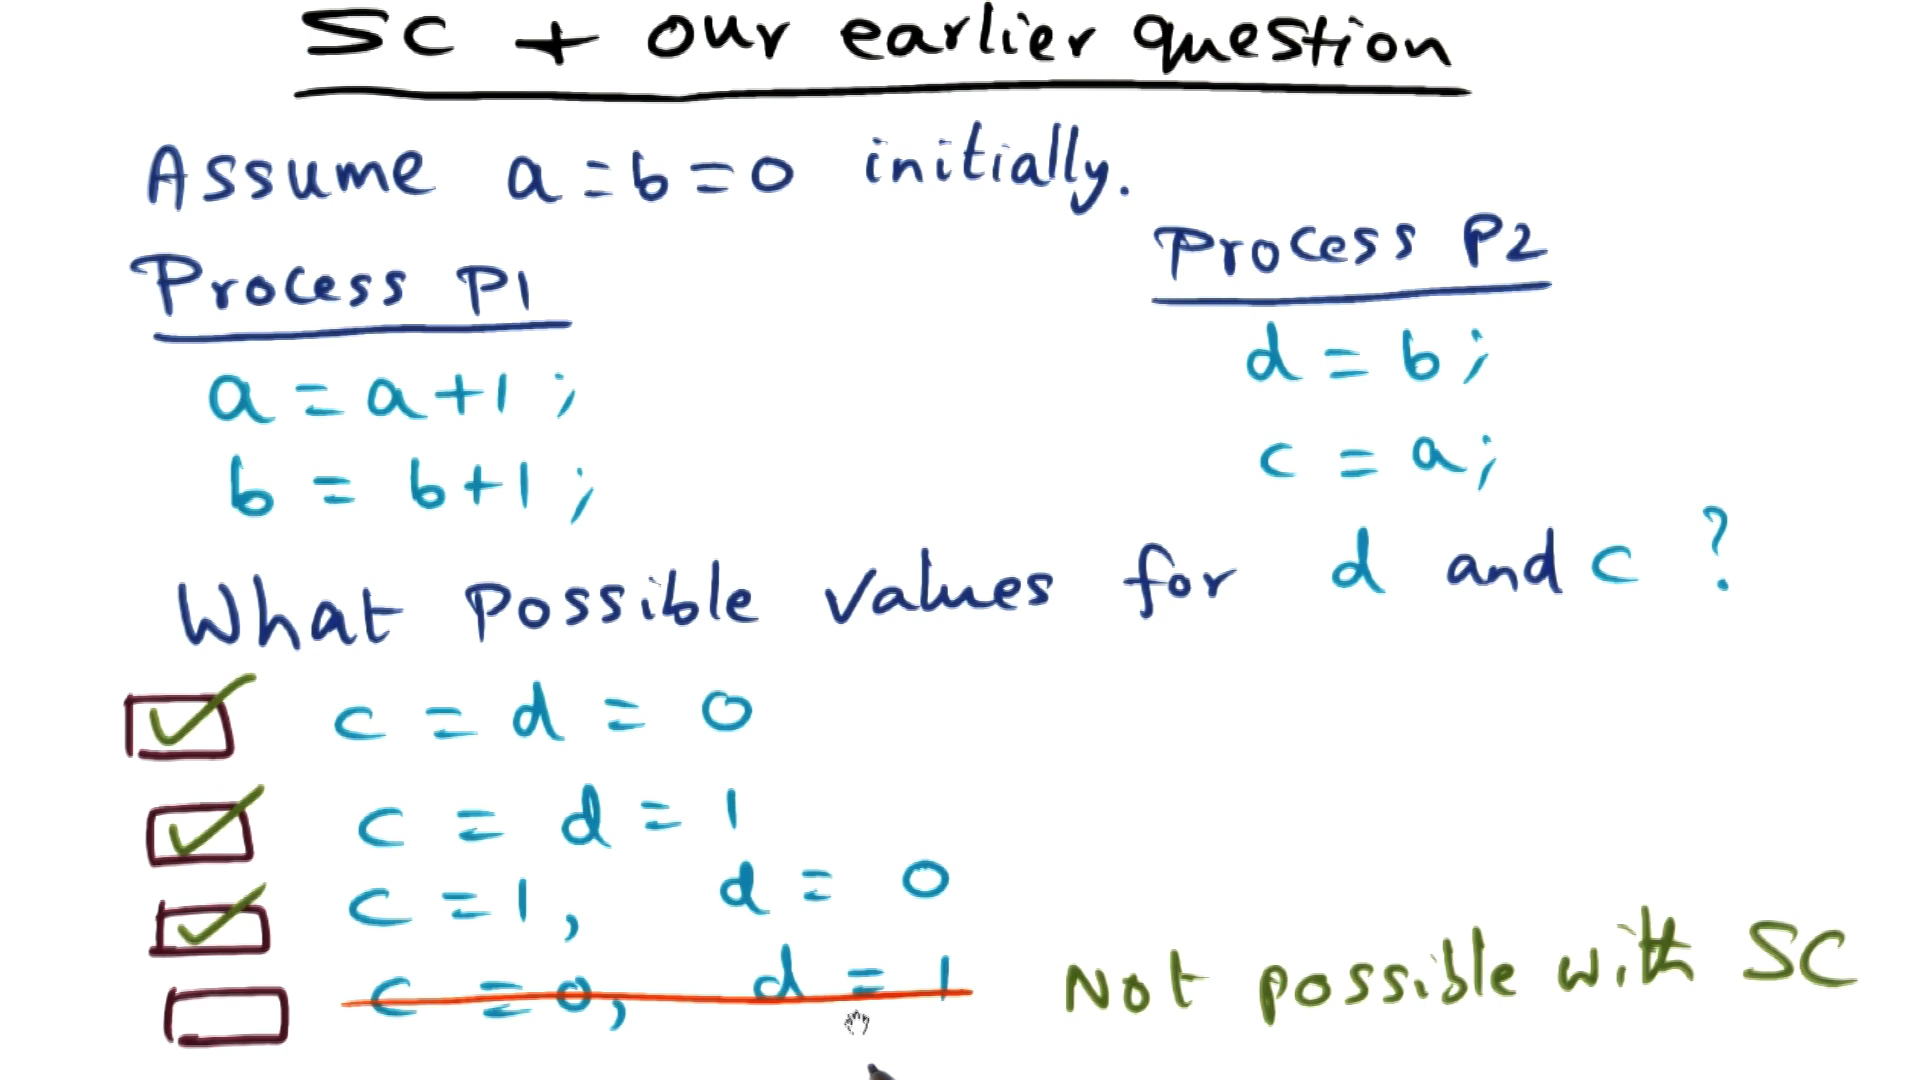 SC + our earlier question
Assume a = b = 0 initially.
Process P1
a = a + 1 ;
b = b + 1 ;
Process P2
d = b ;
c = a ;
What possible values for d and c ?
c = d = 0
c = d = 1
c = 1, d = 0
c = 0, d = 1 Not possible with SC